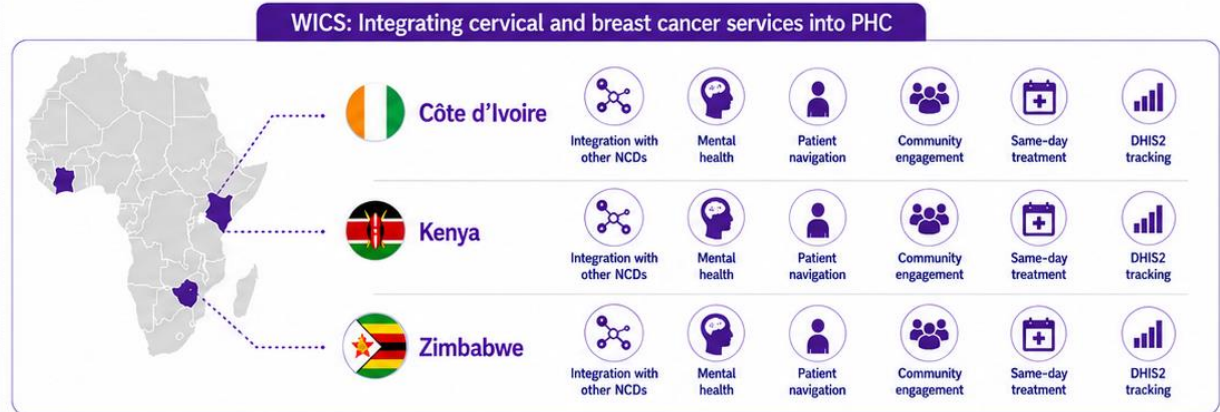 WICS: Integrating cervical and breast cancer services into PHC
Côte d'Ivoire
Integration with
other NCDs
Mental
health
Patient
navigation
Community
engagement
Same-day
treatment
DHIS2
tracking
Kenya
Integration with
other NCDs
Mental
health
Patient
navigation
Community
engagement
Same-day
treatment
DHIS2
tracking
Zimbabwe
Integration with
other NCDs
Mental
health
Patient
navigation
Community
engagement
Same-day
treatment
DHIS2
tracking